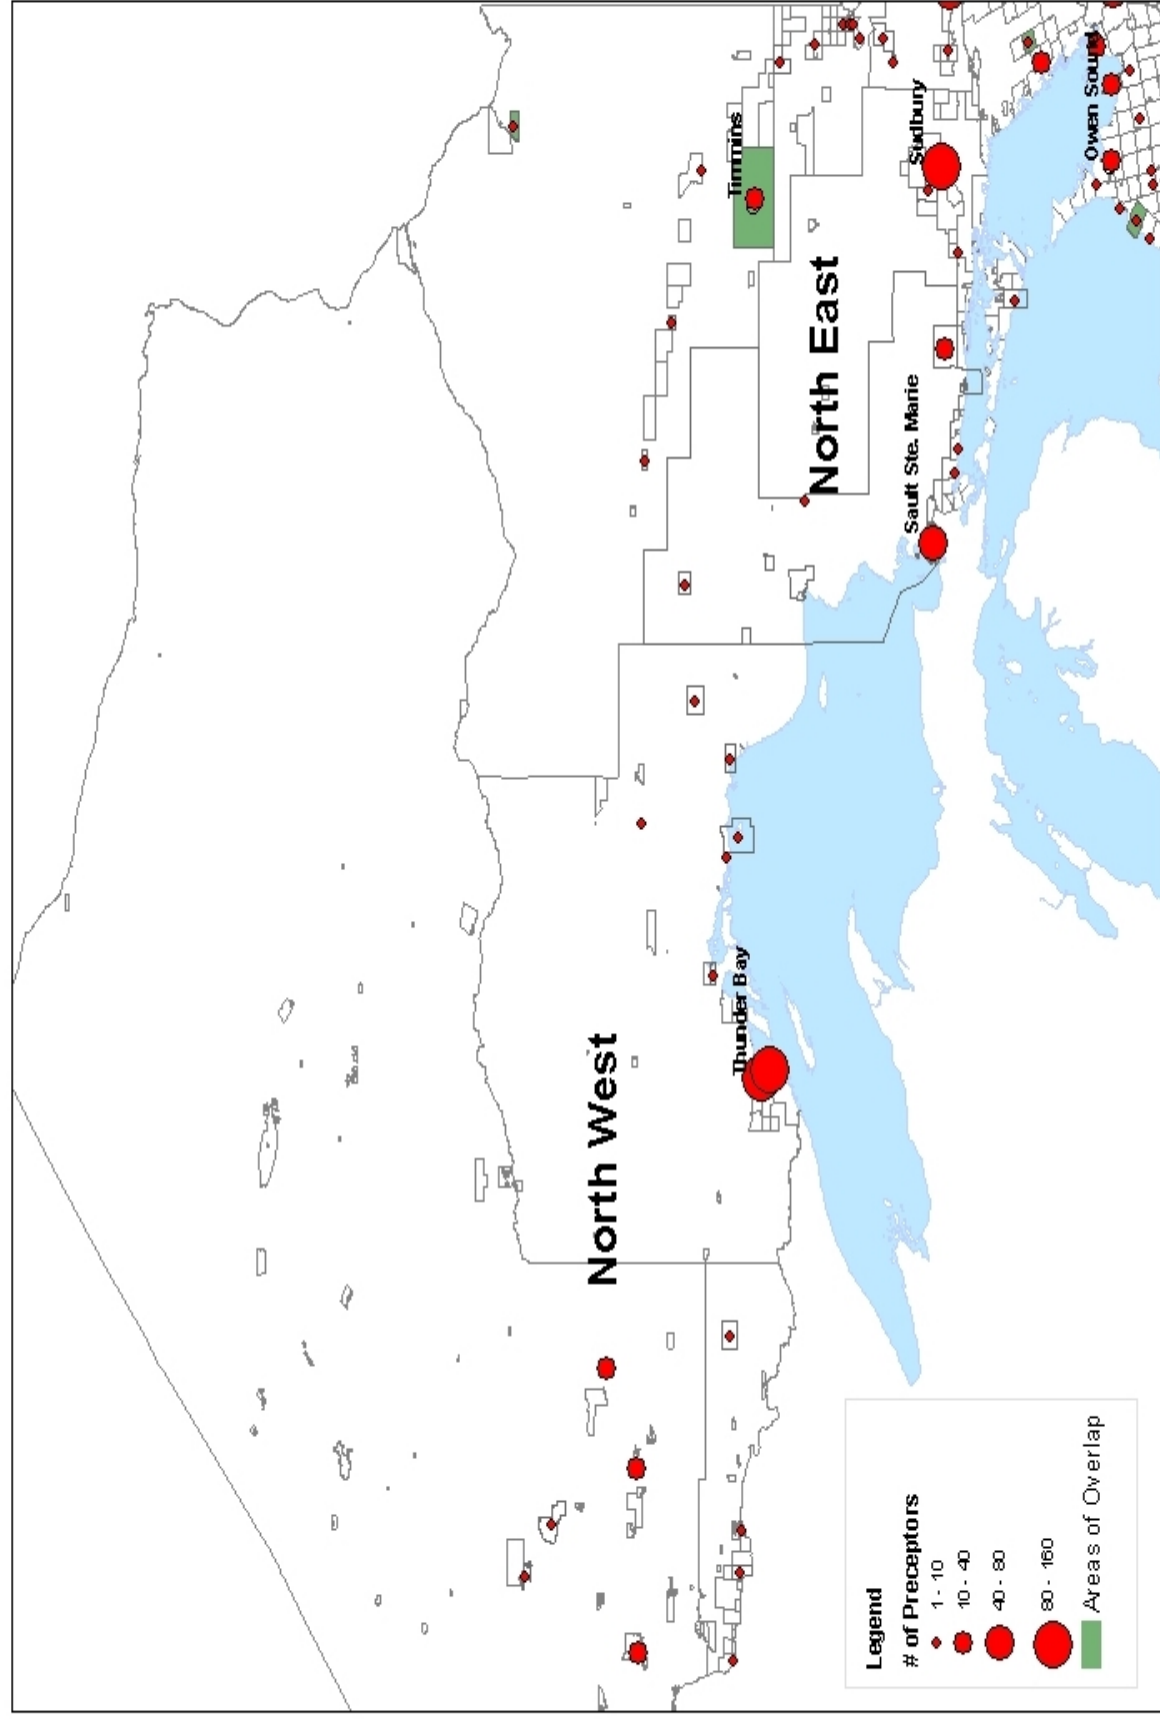 North West
North East
Timmins
Sudbury
Owen Sound
Sault Ste. Marie
Thunder Bay
Legend
# of Preceptors
1 - 10
10 - 40
40 - 80
80 - 160
Areas of Overlap